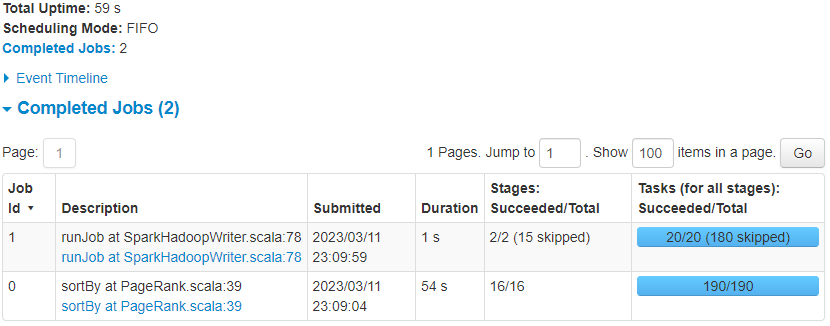 Total Uptime: 59 s
Scheduling Mode: FIFO
Completed Jobs: 2
Event Timeline
Completed Jobs (2)
Page: 1 1 Pages. Jump to 1 . Show 100 items in a page. Go
Job Id Description Submitted Duration Stages: Succeeded/Total Tasks (for all stages): Succeeded/Total
1 runJob at SparkHadoopWriter.scala:78 2023/03/11 1 s 2/2 (15 skipped) 20/20 (180 skipped)
runJob at SparkHadoopWriter.scala:78 23:09:59
0 sortBy at PageRank.scala:39 2023/03/11 54 s 16/16 190/190
sortBy at PageRank.scala:39 23:09:04